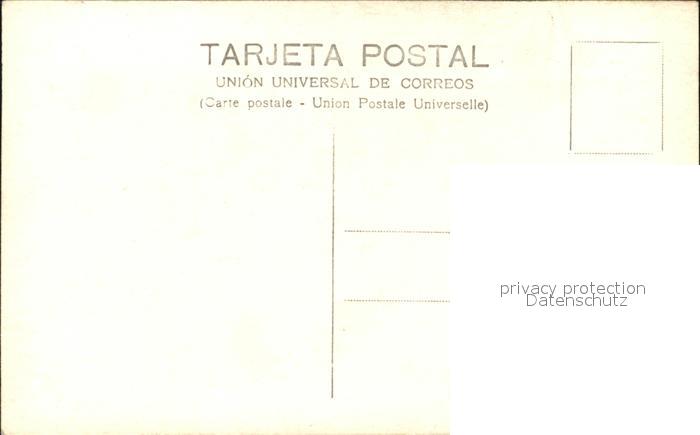 TARJETA POSTAL
UNIÓN UNIVERSAL DE CORREOS
(Carte postale - Union Postale Universelle)
privacy protection
Datenschutz